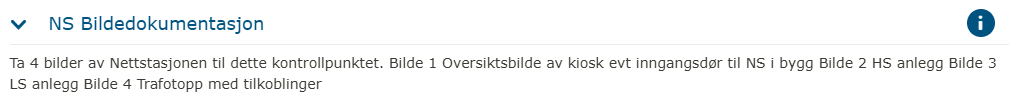 NS Bildedokumentasjon
Ta 4 bilder av Nettstasjonen til dette kontrollpunktet. Bilde 1 Oversiktsbilde av kiosk evt inngangsdør til NS i bygg Bilde 2 HS anlegg Bilde 3
LS anlegg Bilde 4 Trafotopp med tilkoblinger